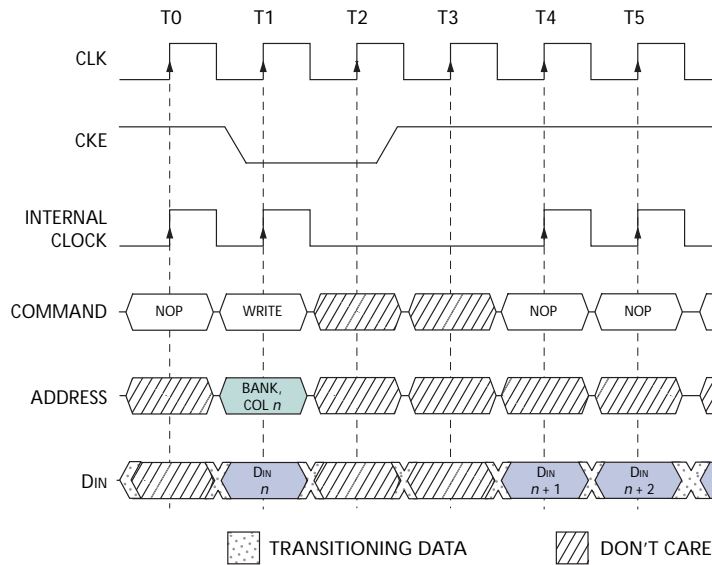 T0 T1 T2 T3 T4 T5
CLK
CKE
INTERNAL
CLOCK
COMMAND NOP WRITE NOP NOP
ADDRESS BANK,
COL n
DIN DIN
n DIN
n + 1 DIN
n + 2
TRANSITIONING DATA DON'T CARE